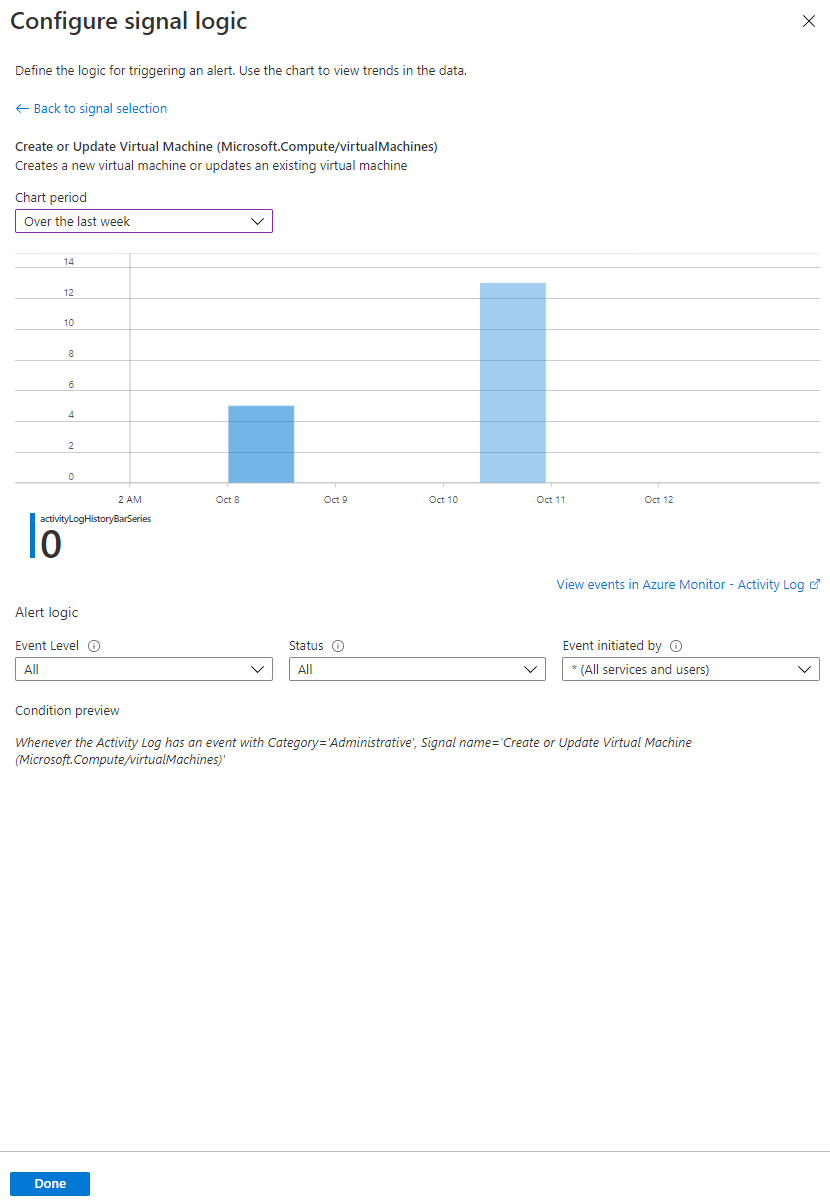 Configure signal logic
Define the logic for triggering an alert. Use the chart to view trends in the data.
Back to signal selection
Create or Update Virtual Machine (Microsoft.Compute/virtualMachines)
Creates a new virtual machine or updates an existing virtual machine
Chart period
Over the last week
14
12
10
8
6
4
2
0
2 AM Oct 8 Oct 9 Oct 10 Oct 11 Oct 12
activityLogHistoryBarSeries
0
View events in Azure Monitor - Activity Log
Alert logic
Event Level Status Event initiated by
All All * (All services and users)
Condition preview
Whenever the Activity Log has an event with Category='Administrative', Signal name='Create or Update Virtual Machine
(Microsoft.Compute/virtualMachines)'
Done